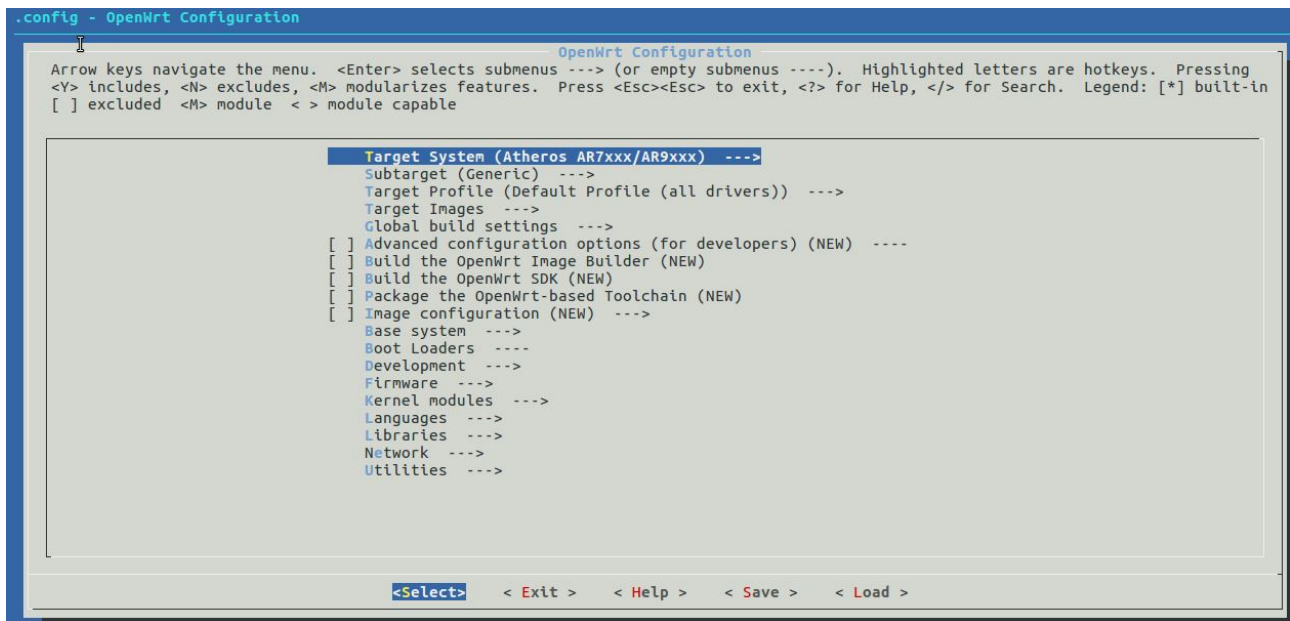 .config - OpenWrt Configuration
OpenWrt Configuration
Arrow keys navigate the menu.  <Enter> selects submenus ---> (or empty submenus ----).  Highlighted letters are hotkeys.  Pressing
<Y> includes, <N> excludes, <M> modularizes features.  Press <Esc><Esc> to exit, <?> for Help, </> for Search.  Legend: [*] built-in
[ ] excluded  <M> module  < > module capable
Target System (Atheros AR7xxx/AR9xxx)  --->
Subtarget (Generic)  --->
Target Profile (Default Profile (all drivers))  --->
Target Images  --->
Global build settings  --->
[ ] Advanced configuration options (for developers) (NEW)  ----
[ ] Build the OpenWrt Image Builder (NEW)
[ ] Build the OpenWrt SDK (NEW)
[ ] Package the OpenWrt-based Toolchain (NEW)
[ ] Image configuration (NEW)  --->
Base system  --->
Boot Loaders  ----
Development  --->
Firmware  --->
Kernel modules  --->
Languages  --->
Libraries  --->
Network  --->
Utilities  --->
<Select>    < Exit >    < Help >    < Save >    < Load >